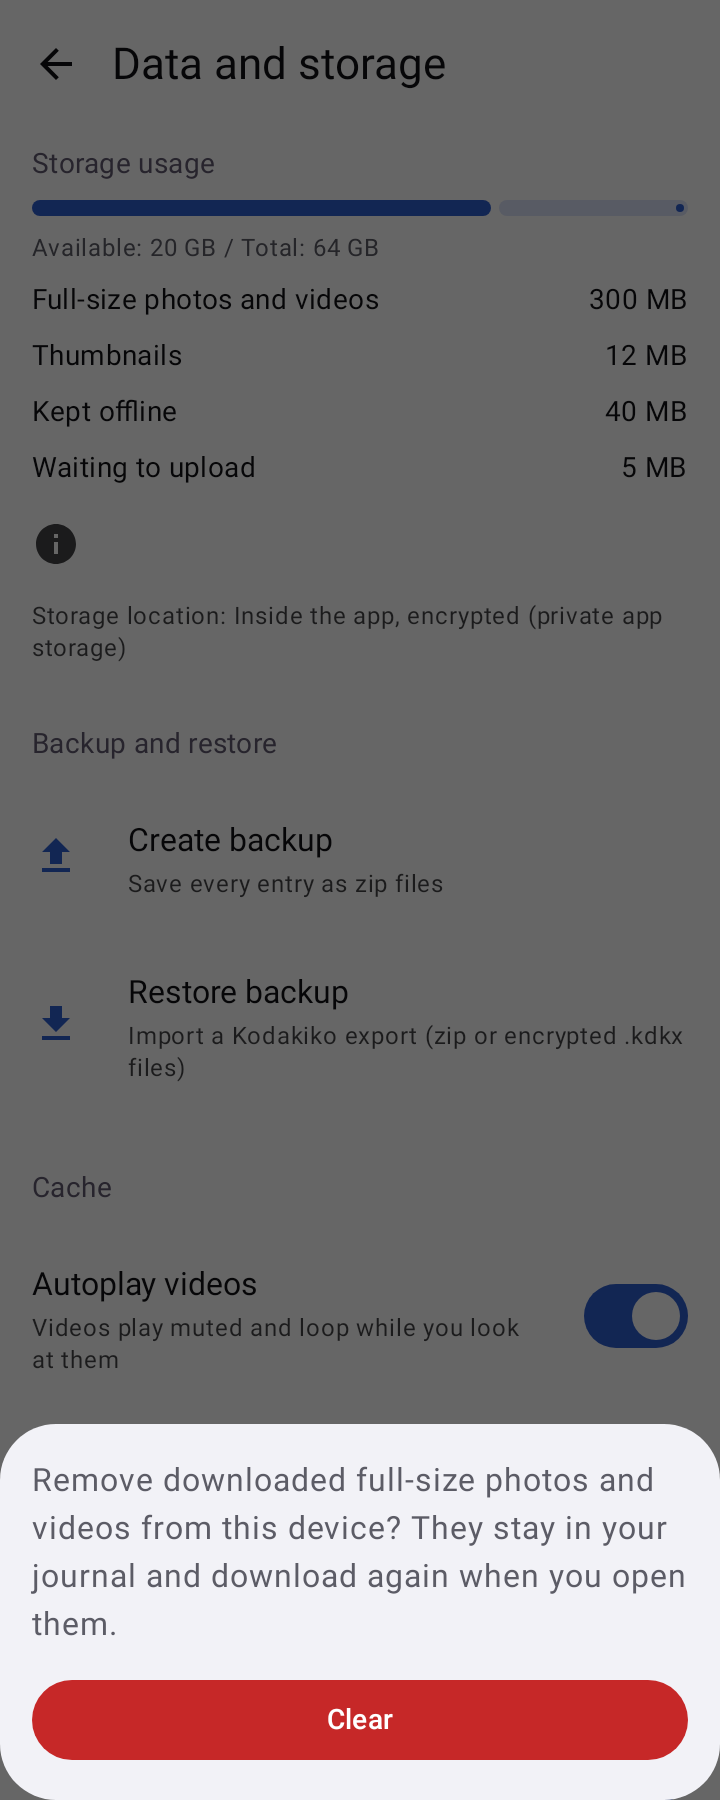 Data and storage
Storage usage
Available: 20 GB / Total: 64 GB
Full-size photos and videos 300 MB
Thumbnails 12 MB
Kept offline 40 MB
Waiting to upload 5 MB
Storage location: Inside the app, encrypted (private app
storage)
Backup and restore
Create backup
Save every entry as zip files
Restore backup
Import a Kodakiko export (zip or encrypted .kdkx
files)
Cache
Autoplay videos
Videos play muted and loop while you look
at them
Remove downloaded full-size photos and
videos from this device? They stay in your
journal and download again when you open
them.
Clear